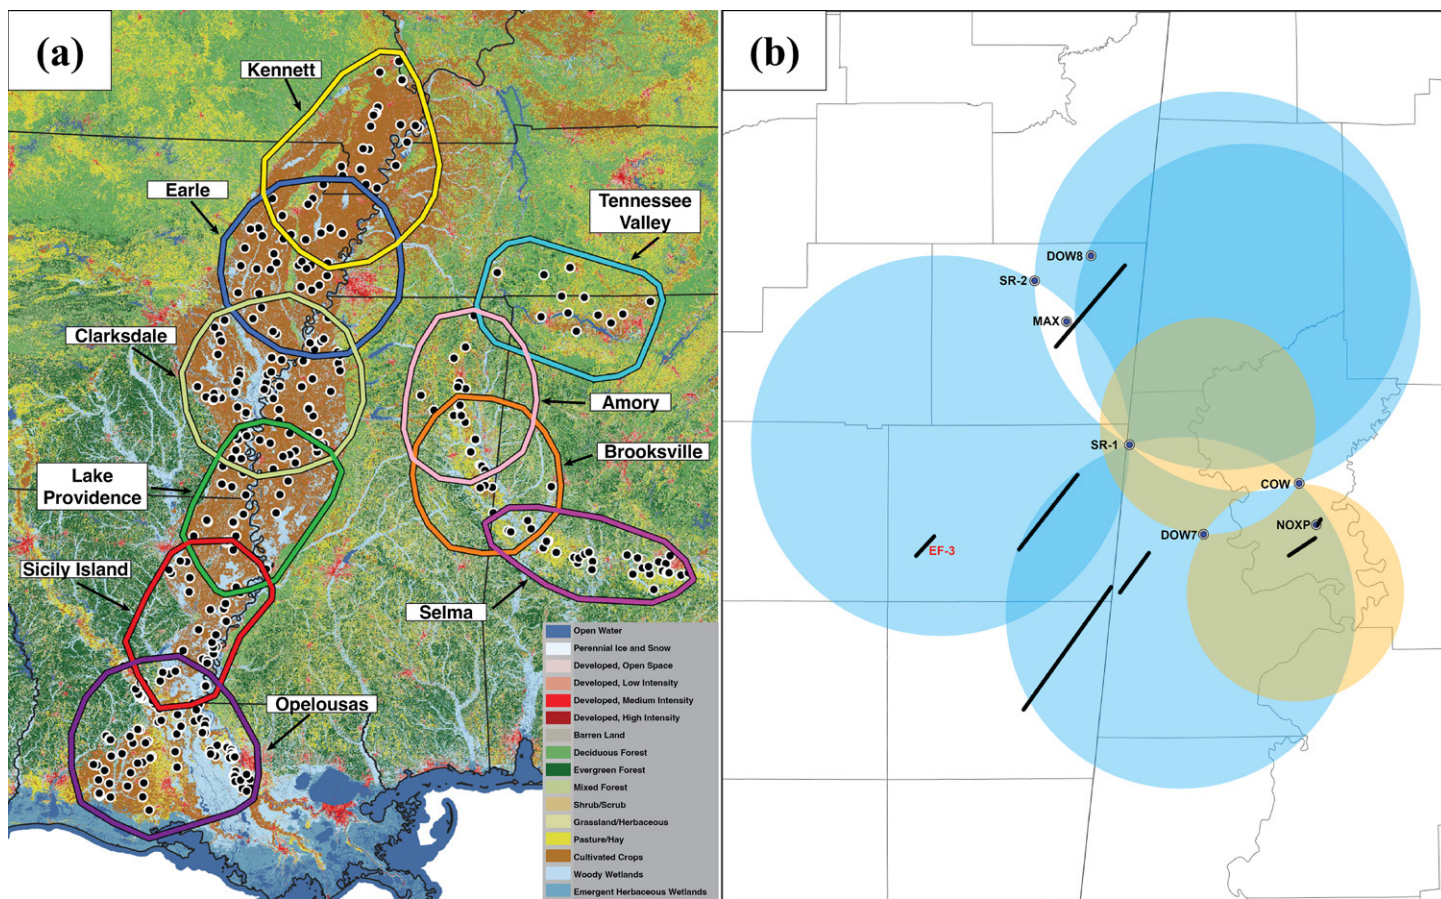 (a)
Kennett
Earle
Tennessee
Valley
Clarksdale
Amory
Brooksville
Lake
Providence
Sicily Island
Selma
Opelousas
Open Water
Perennial Ice and Snow
Developed, Open Space
Developed, Low Intensity
Developed, Medium Intensity
Developed, High Intensity
Barren Land
Deciduous Forest
Evergreen Forest
Mixed Forest
Shrub/Scrub
Grassland/Herbaceous
Pasture/Hay
Cultivated Crops
Woody Wetlands
Emergent Herbaceous Wetlands
(b)
DOW8
SR-2
MAX
SR-1
COW
NOXP
DOW7
EF-3